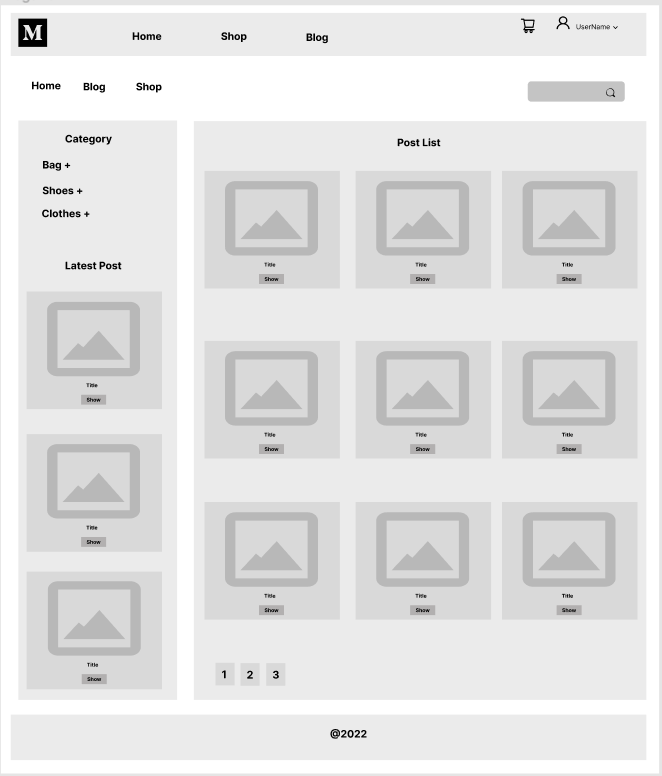 M
Home Shop Blog
UserName
Home Blog Shop
Category
Bag +
Shoes +
Clothes +
Latest Post
Title
Show
Title
Show
Title
Show
Post List
Title Title Title
Show Show Show
Title Title Title
Show Show Show
Title Title Title
Show Show Show
1 2 3
@2022